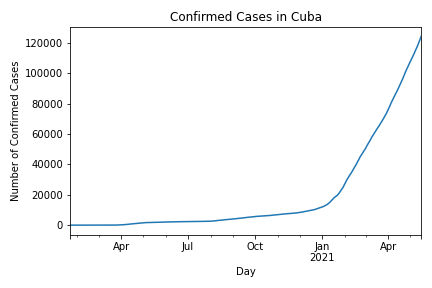 Confirmed Cases in Cuba
120000
100000
80000
60000
40000
20000
0
Number of Confirmed Cases
Apr Jul Oct Jan Apr
2021
Day